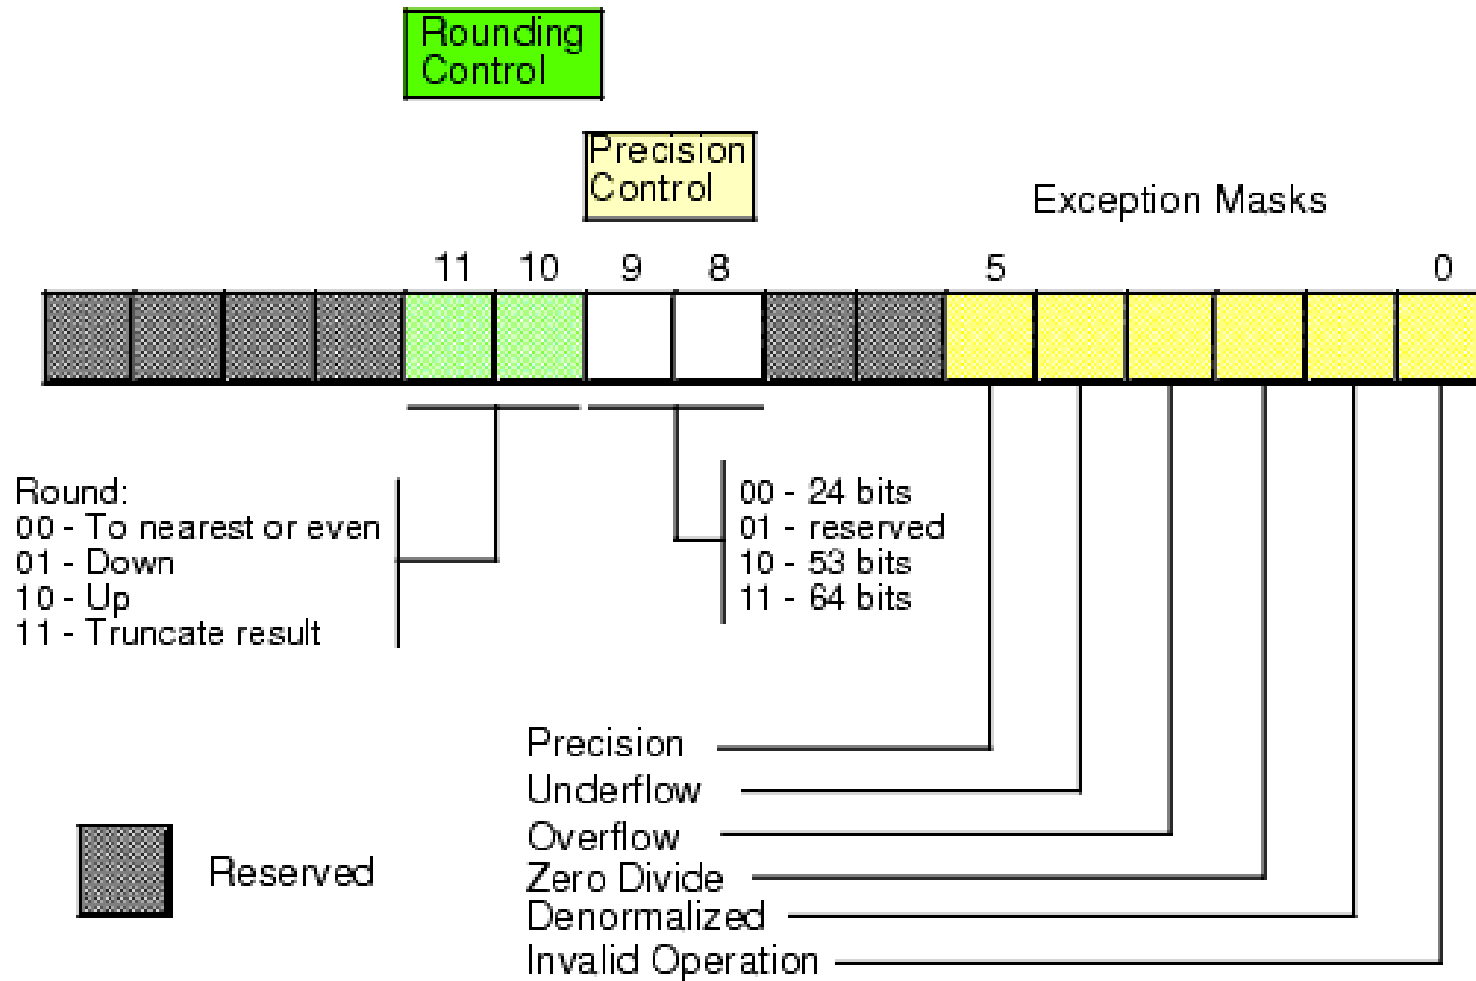 Rounding
Control
Precision
Control
Exception Masks
11 10 9 8 5 0
Round:
00 - To nearest or even
01 - Down
10 - Up
11 - Truncate result
00 - 24 bits
01 - reserved
10 - 53 bits
11 - 64 bits
Precision
Underflow
Overflow
Zero Divide
Denormalized
Invalid Operation
Reserved